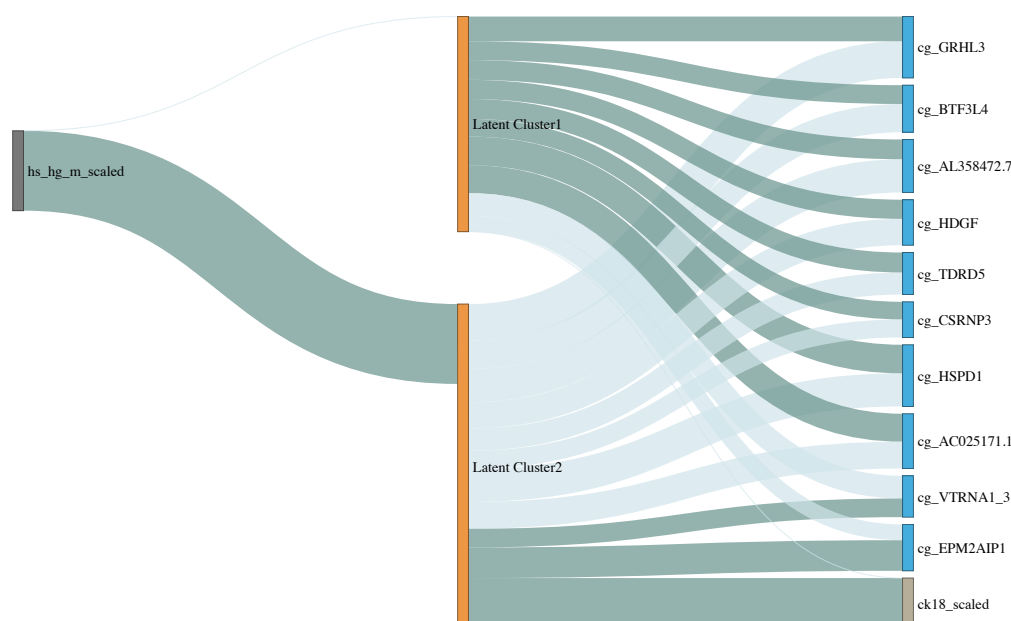 hs_hg_m_scaled
Latent Cluster1
Latent Cluster2
cg_GRHL3
cg_BTF3L4
cg_AL358472.7
cg_HDGF
cg_TDRD5
cg_CSRNP3
cg_HSPD1
cg_AC025171.1
cg_VTRNA1_3
cg_EPM2AIP1
ck18_scaled